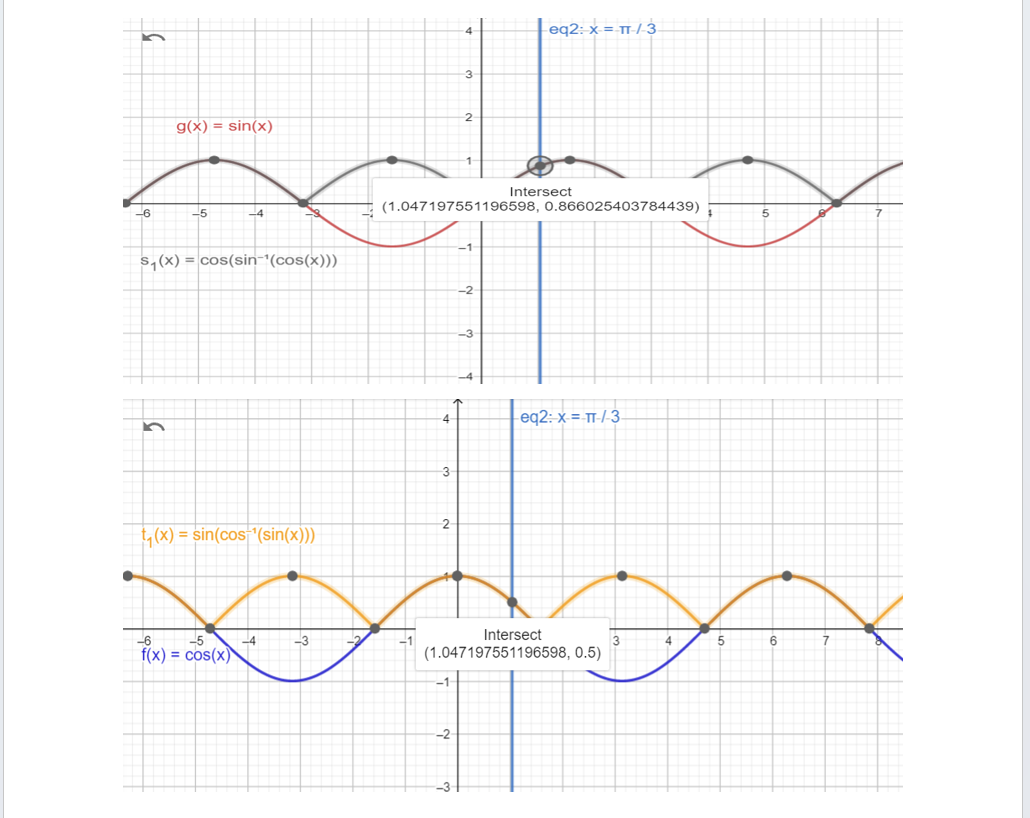 4
eq2: x = π / 3
3
2
g(x) = sin(x)
1
Intersect
(1.047197551196598, 0.866025403784439)
−6 −5 −4 −3 −2 4 5 6 7
−1
s₁(x) = cos(sin⁻¹(cos(x)))
−2
−3
−4
eq2: x = π / 3
4
3
2
t₁(x) = sin(cos⁻¹(sin(x)))
1
−6 −5 −4 −3 −2 −1 3 4 5 6 7 8
Intersect
(1.047197551196598, 0.5)
f(x) = cos(x)
−1
−2
−3